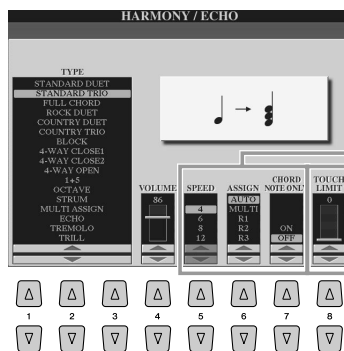 HARMONY / ECHO
TYPE
STANDARD DUET
STANDARD TRIO
FULL CHORD
ROCK DUET
COUNTRY DUET
COUNTRY TRIO
BLOCK
4-WAY CLOSE1
4-WAY CLOSE2
4-WAY OPEN
1+5
OCTAVE
STRUM
MULTI ASSIGN
ECHO
TREMOLO
TRILL
VOLUME
86
SPEED
4
6
8
12
ASSIGN
AUTO
MULTI
R1
R2
R3
CHORD
NOTE ONLY
ON
OFF
TOUCH
LIMIT
0
1 2 3 4 5 6 7 8